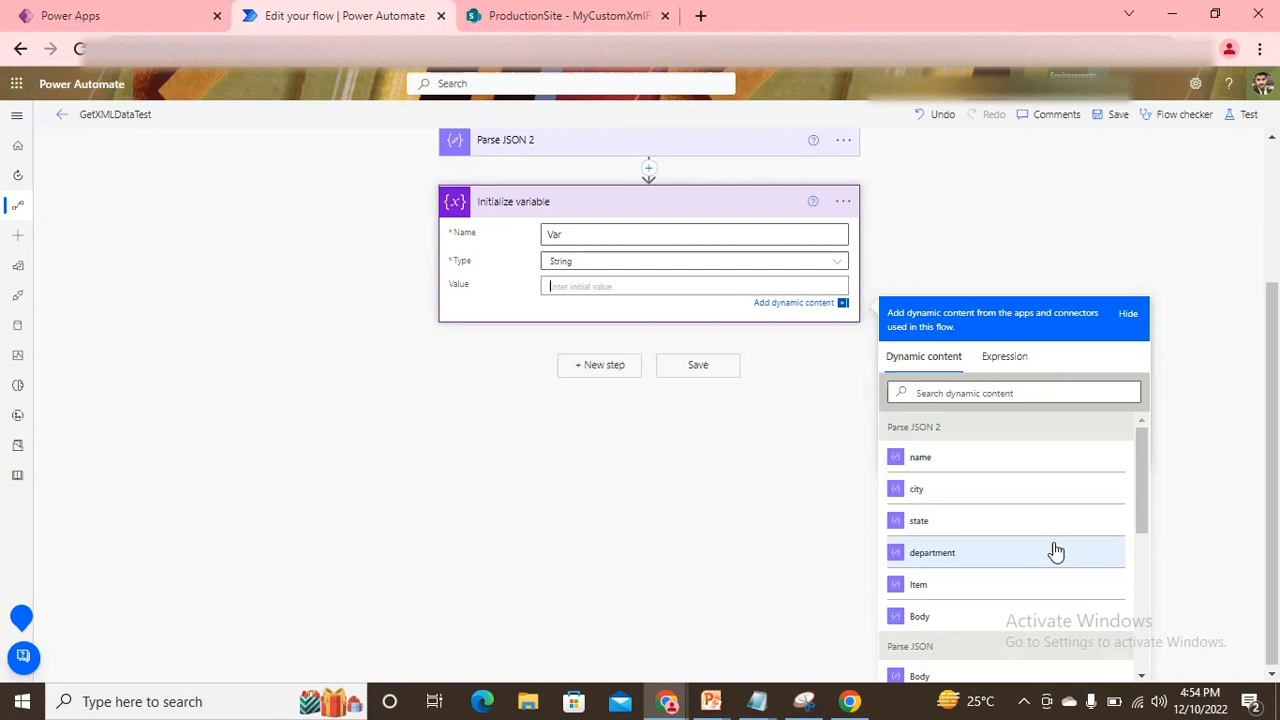 Power Apps
Edit your flow | Power Automate
ProductionSite - MyCustomXmlF
Power Automate
Search
Environments
GetXMLDataTest
Undo
Redo
Comments
Save
Flow checker
Test
Parse JSON 2
{x} Initialize variable
* Name
Var
* Type
String
Value
Enter initial value
Add dynamic content
+ New step
Save
Add dynamic content from the apps and connectors
used in this flow.
Hide
Dynamic content
Expression
Search dynamic content
Parse JSON 2
name
city
state
department
Item
Body
Parse JSON
Body
Activate Windows
Go to Settings to activate Windows.
Type here to search
25°C
4:54 PM
12/10/2022
2